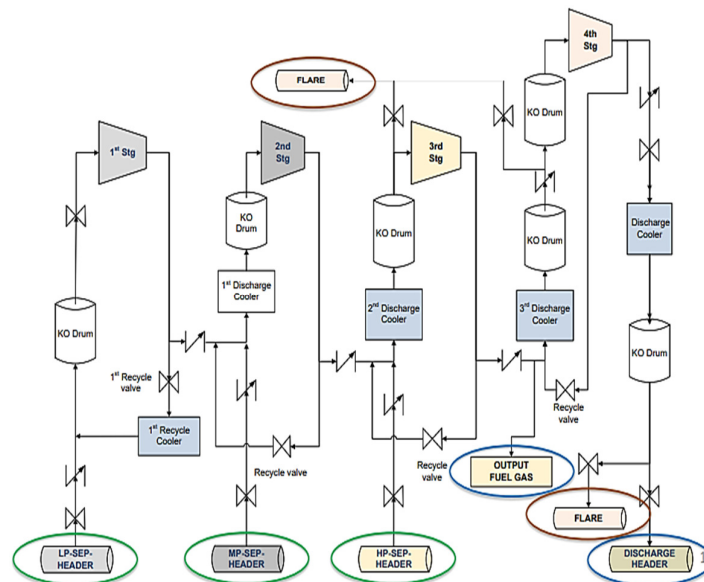 4th
Stg
FLARE
1st Stg
2nd
Stg
3rd
Stg
KO Drum
KO
Drum
KO Drum
KO Drum
Discharge
Cooler
1st Discharge
Cooler
KO Drum
2nd
Discharge
Cooler
3rd
Discharge
Cooler
KO Drum
1st Recycle
valve
Recycle
valve
1st Recycle
Cooler
Recycle valve
Recycle
valve
OUTPUT
FUEL GAS
FLARE
LP-SEP-
HEADER
MP-SEP-
HEADER
HP-SEP-
HEADER
DISCHARGE
HEADER
1